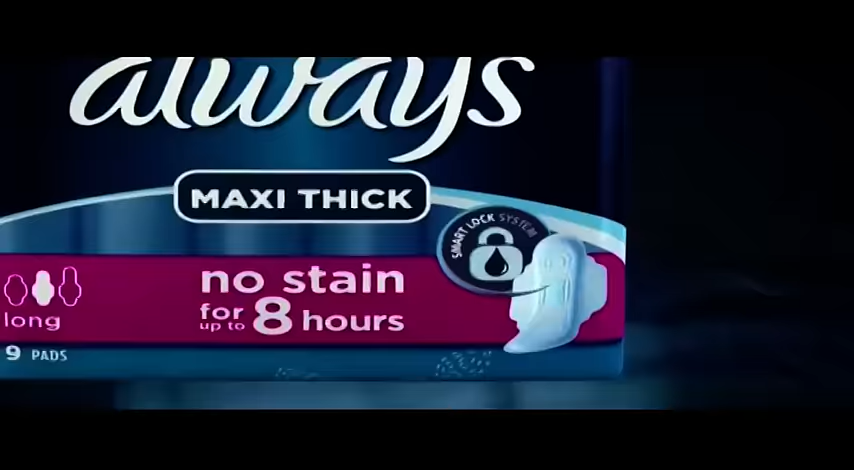 always
MAXI THICK
SMART LOCK SYSTEM
no stain
for
up to 8 hours
long
9 PADS